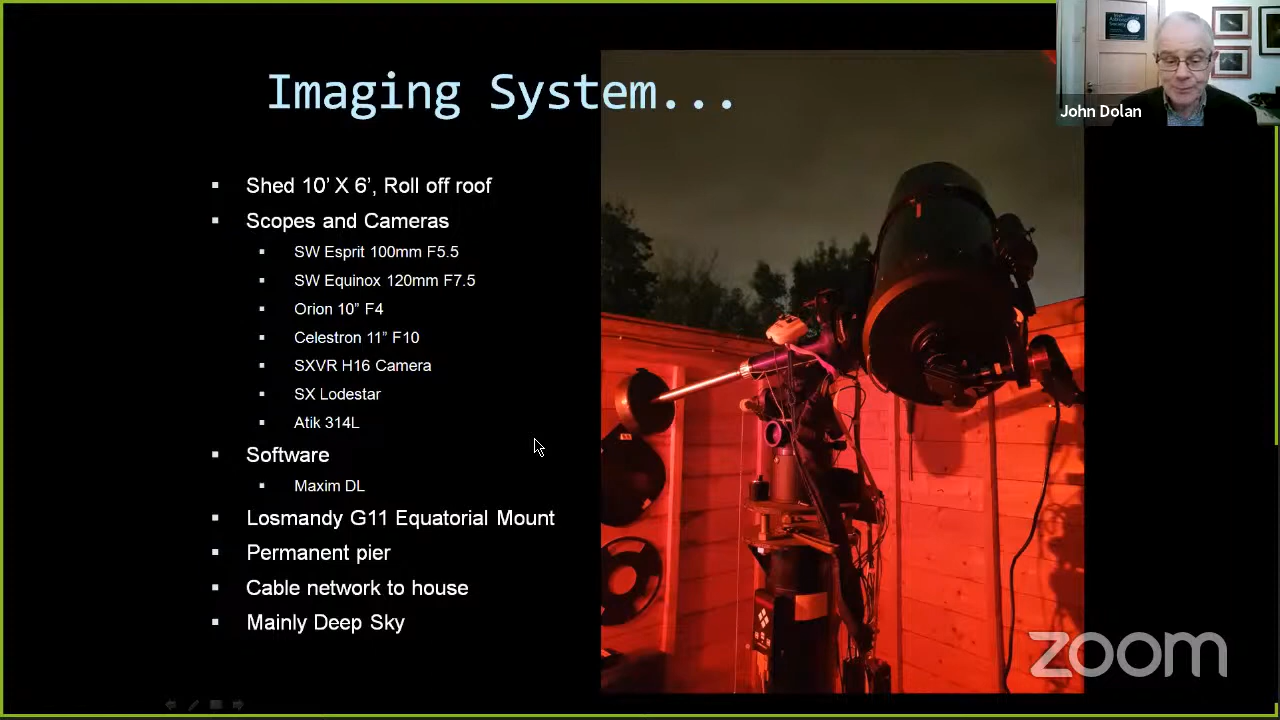 Imaging System...
John Dolan
Shed 10’ X 6’, Roll off roof
Scopes and Cameras
SW Esprit 100mm F5.5
SW Equinox 120mm F7.5
Orion 10” F4
Celestron 11” F10
SXVR H16 Camera
SX Lodestar
Atik 314L
Software
Maxim DL
Losmandy G11 Equatorial Mount
Permanent pier
Cable network to house
Mainly Deep Sky
zoom